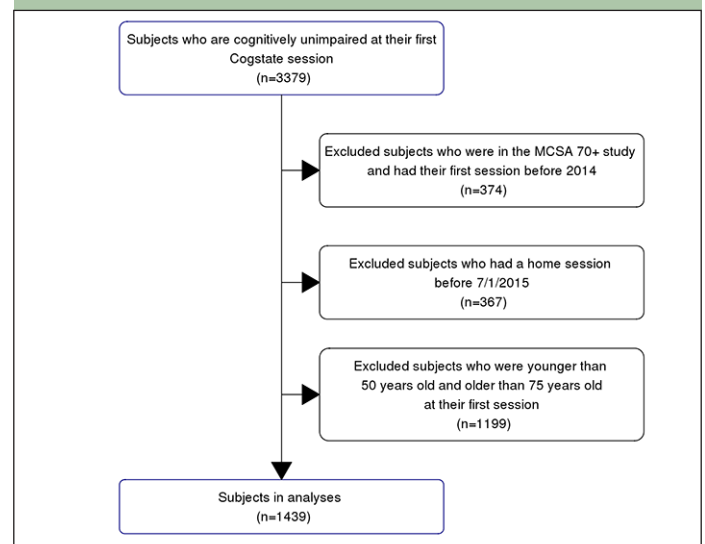 Subjects who are cognitively unimpaired at their first
Cogstate session
(n=3379)
Excluded subjects who were in the MCSA 70+ study
and had their first session before 2014
(n=374)
Excluded subjects who had a home session
before 7/1/2015
(n=367)
Excluded subjects who were younger than
50 years old and older than 75 years old
at their first session
(n=1199)
Subjects in analyses
(n=1439)